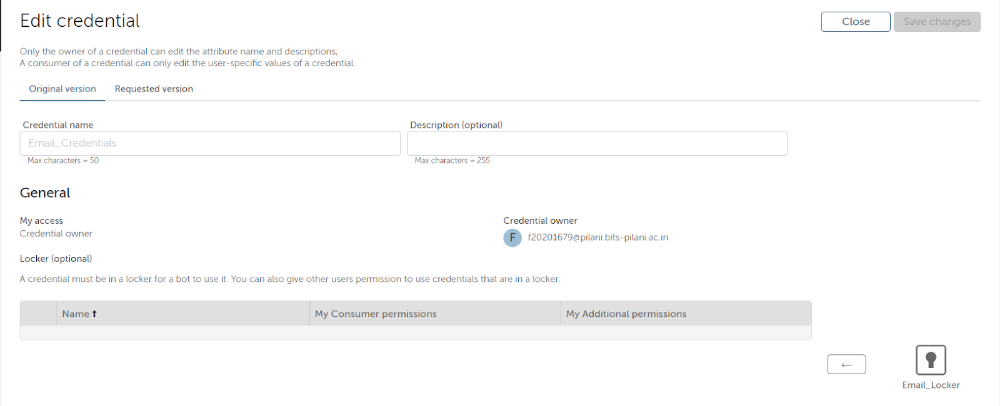 Edit credential
Close
Save changes
Only the owner of a credential can edit the attribute name and descriptions;
A consumer of a credential can only edit the user-specific values of a credential.
Original version
Requested version
Credential name
Description (optional)
Email_Credentials
Max characters = 50
Max characters = 255
General
My access
Credential owner
Credential owner
F
f20201679@pilani.bits-pilani.ac.in
Locker (optional)
A credential must be in a locker for a bot to use it. You can also give other users permission to use credentials that are in a locker.
Name ↑
My Consumer permissions
My Additional permissions
←
Email_Locker